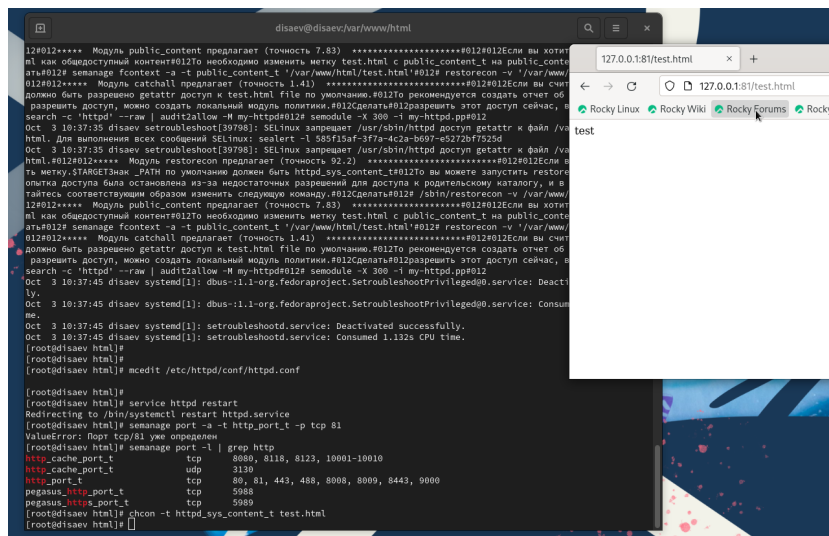 disaev@disaev:/var/www/html
12#012***** Модуль public_content предлагает (точность 7.83) **********************#012#012Если вы хотит
ml как общедоступный контент#012То необходимо изменить метку test.html с public_content_t на public_conte
ать#012# semanage fcontext -a -t public_content_t '/var/www/html/test.html'#012# restorecon -v '/var/www/
012#012***** Модуль catchall предлагает (точность 1.41) **************************#012#012Если вы счит
должно быть разрешено getattr доступ к test.html file по умолчанию.#012То рекомендуется создать отчет об
разрешить доступ, можно создать локальный модуль политики.#012Сделать#012разрешить этот доступ сейчас, в
search -c 'httpd' --raw | audit2allow -M my-httpd#012# semodule -X 300 -i my-httpd.pp#012
Oct 3 10:37:35 disaev setroubleshoot[39798]: SELinux запрещает /usr/sbin/httpd доступ getattr к файл /va
html. Для выполнения всех сообщений SELinux: sealert -l 585f15af-3f7a-4c2a-b697-e5272bf7525d
Oct 3 10:37:35 disaev setroubleshoot[39798]: SELinux запрещает /usr/sbin/httpd доступ getattr к файл /va
html.#012#012***** Модуль restorecon предлагает (точность 92.2) ************************#012#012Если в
ть метку.$TARGETЗнак _PATH по умолчанию должен быть httpd_sys_content_t#012То вы можете запустить restore
опытка доступа была остановлена из-за недостаточных разрешений для доступа к родительскому каталогу, и в
тайтесь соответствующим образом изменить следующую команду.#012Сделать#012# /sbin/restorecon -v /var/www/
12#012***** Модуль public_content предлагает (точность 7.83) **********************#012#012Если вы хотит
ml как общедоступный контент#012То необходимо изменить метку test.html с public_content_t на public_conte
ать#012# semanage fcontext -a -t public_content_t '/var/www/html/test.html'#012# restorecon -v '/var/www/
012#012***** Модуль catchall предлагает (точность 1.41) **************************#012#012Если вы счит
должно быть разрешено getattr доступ к test.html file по умолчанию.#012То рекомендуется создать отчет об
разрешить доступ, можно создать локальный модуль политики.#012Сделать#012разрешить этот доступ сейчас, в
search -c 'httpd' --raw | audit2allow -M my-httpd#012# semodule -X 300 -i my-httpd.pp#012
Oct 3 10:37:45 disaev systemd[1]: dbus-:1.1-org.fedoraproject.SetroubleshootPrivileged@0.service: Deacti
ly.
Oct 3 10:37:45 disaev systemd[1]: dbus-:1.1-org.fedoraproject.SetroubleshootPrivileged@0.service: Consum
me.
Oct 3 10:37:45 disaev systemd[1]: setroubleshootd.service: Deactivated successfully.
Oct 3 10:37:45 disaev systemd[1]: setroubleshootd.service: Consumed 1.132s CPU time.
[root@disaev html]#
[root@disaev html]#
[root@disaev html]# mcedit /etc/httpd/conf/httpd.conf
[root@disaev html]#
[root@disaev html]# service httpd restart
Redirecting to /bin/systemctl restart httpd.service
[root@disaev html]# semanage port -a -t http_port_t -p tcp 81
ValueError: Порт tcp/81 уже определен
[root@disaev html]# semanage port -l | grep http
http_cache_port_t tcp 8080, 8118, 8123, 10001-10010
http_cache_port_t udp 3130
http_port_t tcp 80, 81, 443, 488, 8008, 8009, 8443, 9000
pegasus_http_port_t tcp 5988
pegasus_https_port_t tcp 5989
[root@disaev html]# chcon -t httpd_sys_content_t test.html
[root@disaev html]#
127.0.0.1:81/test.html
127.0.0.1:81/test.html
Rocky Linux Rocky Wiki Rocky Forums Rocky
test